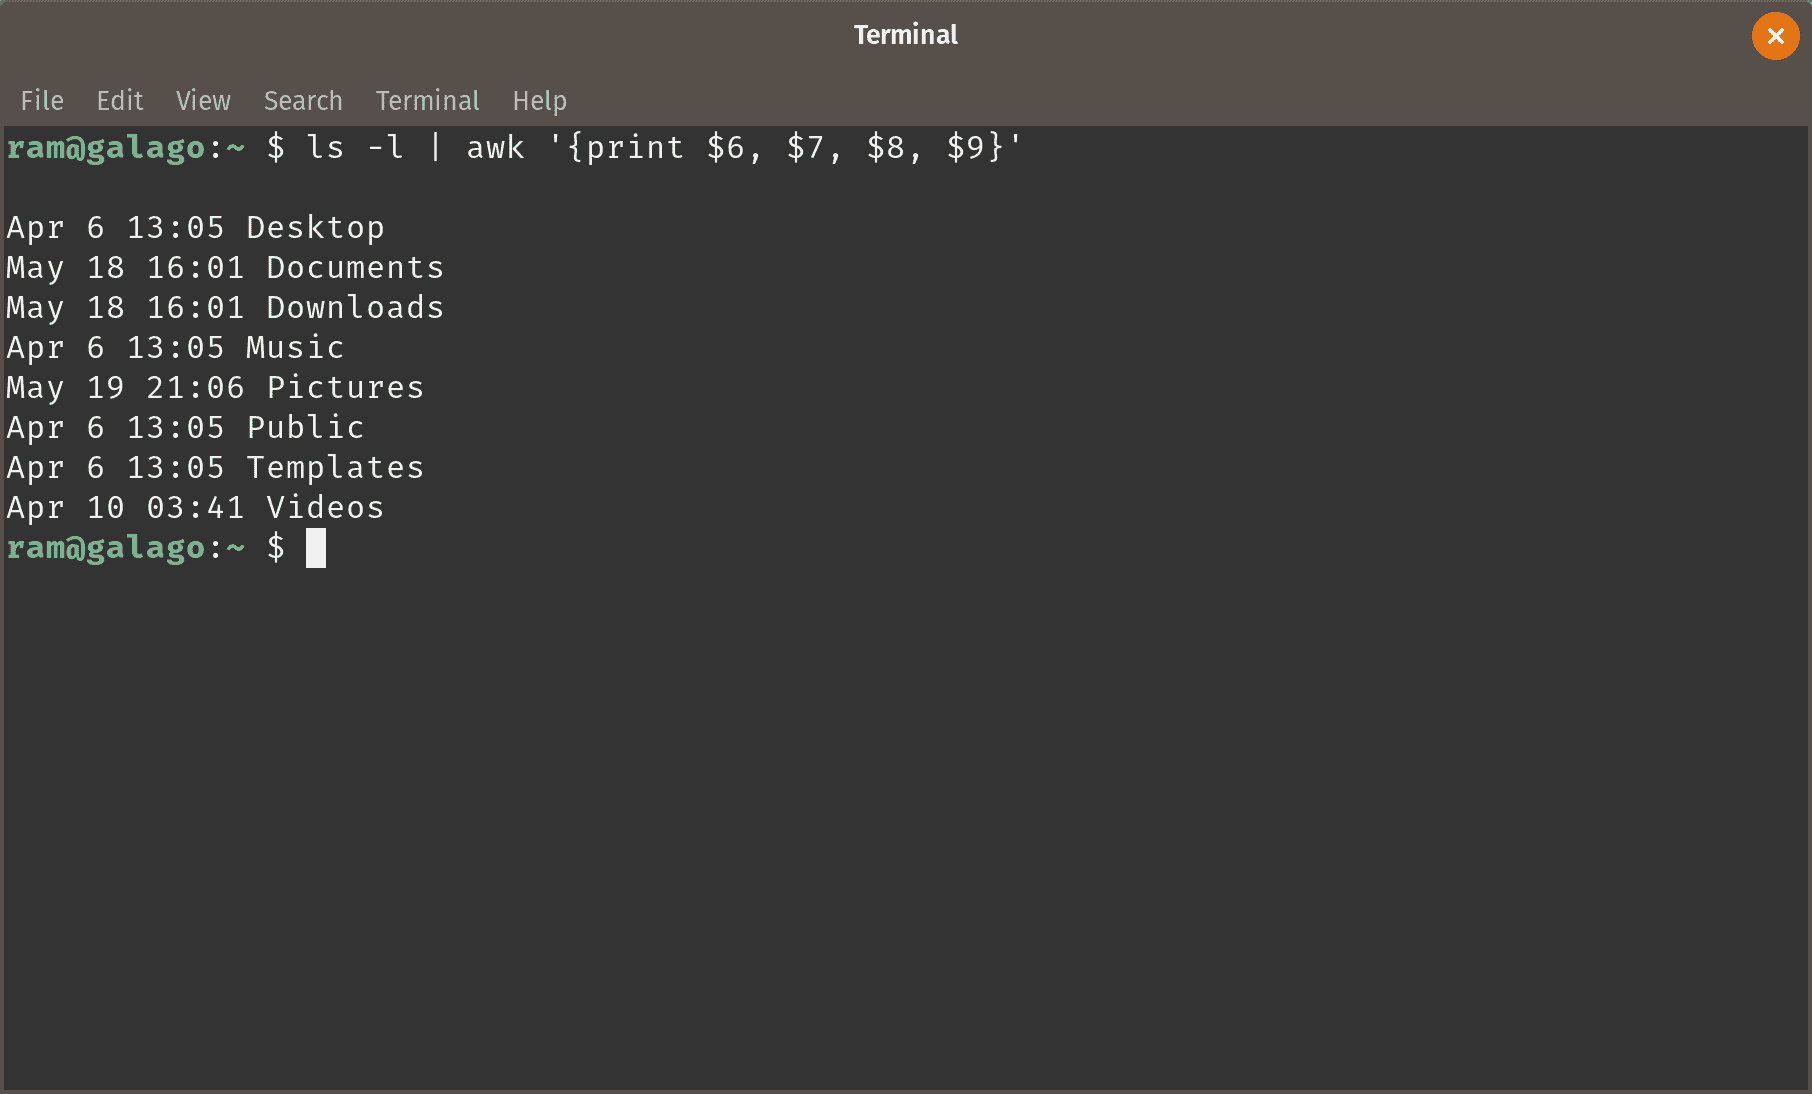 Terminal
File Edit View Search Terminal Help
ram@galago:~ $ ls -l | awk '{print $6, $7, $8, $9}'
Apr 6 13:05 Desktop
May 18 16:01 Documents
May 18 16:01 Downloads
Apr 6 13:05 Music
May 19 21:06 Pictures
Apr 6 13:05 Public
Apr 6 13:05 Templates
Apr 10 03:41 Videos
ram@galago:~ $